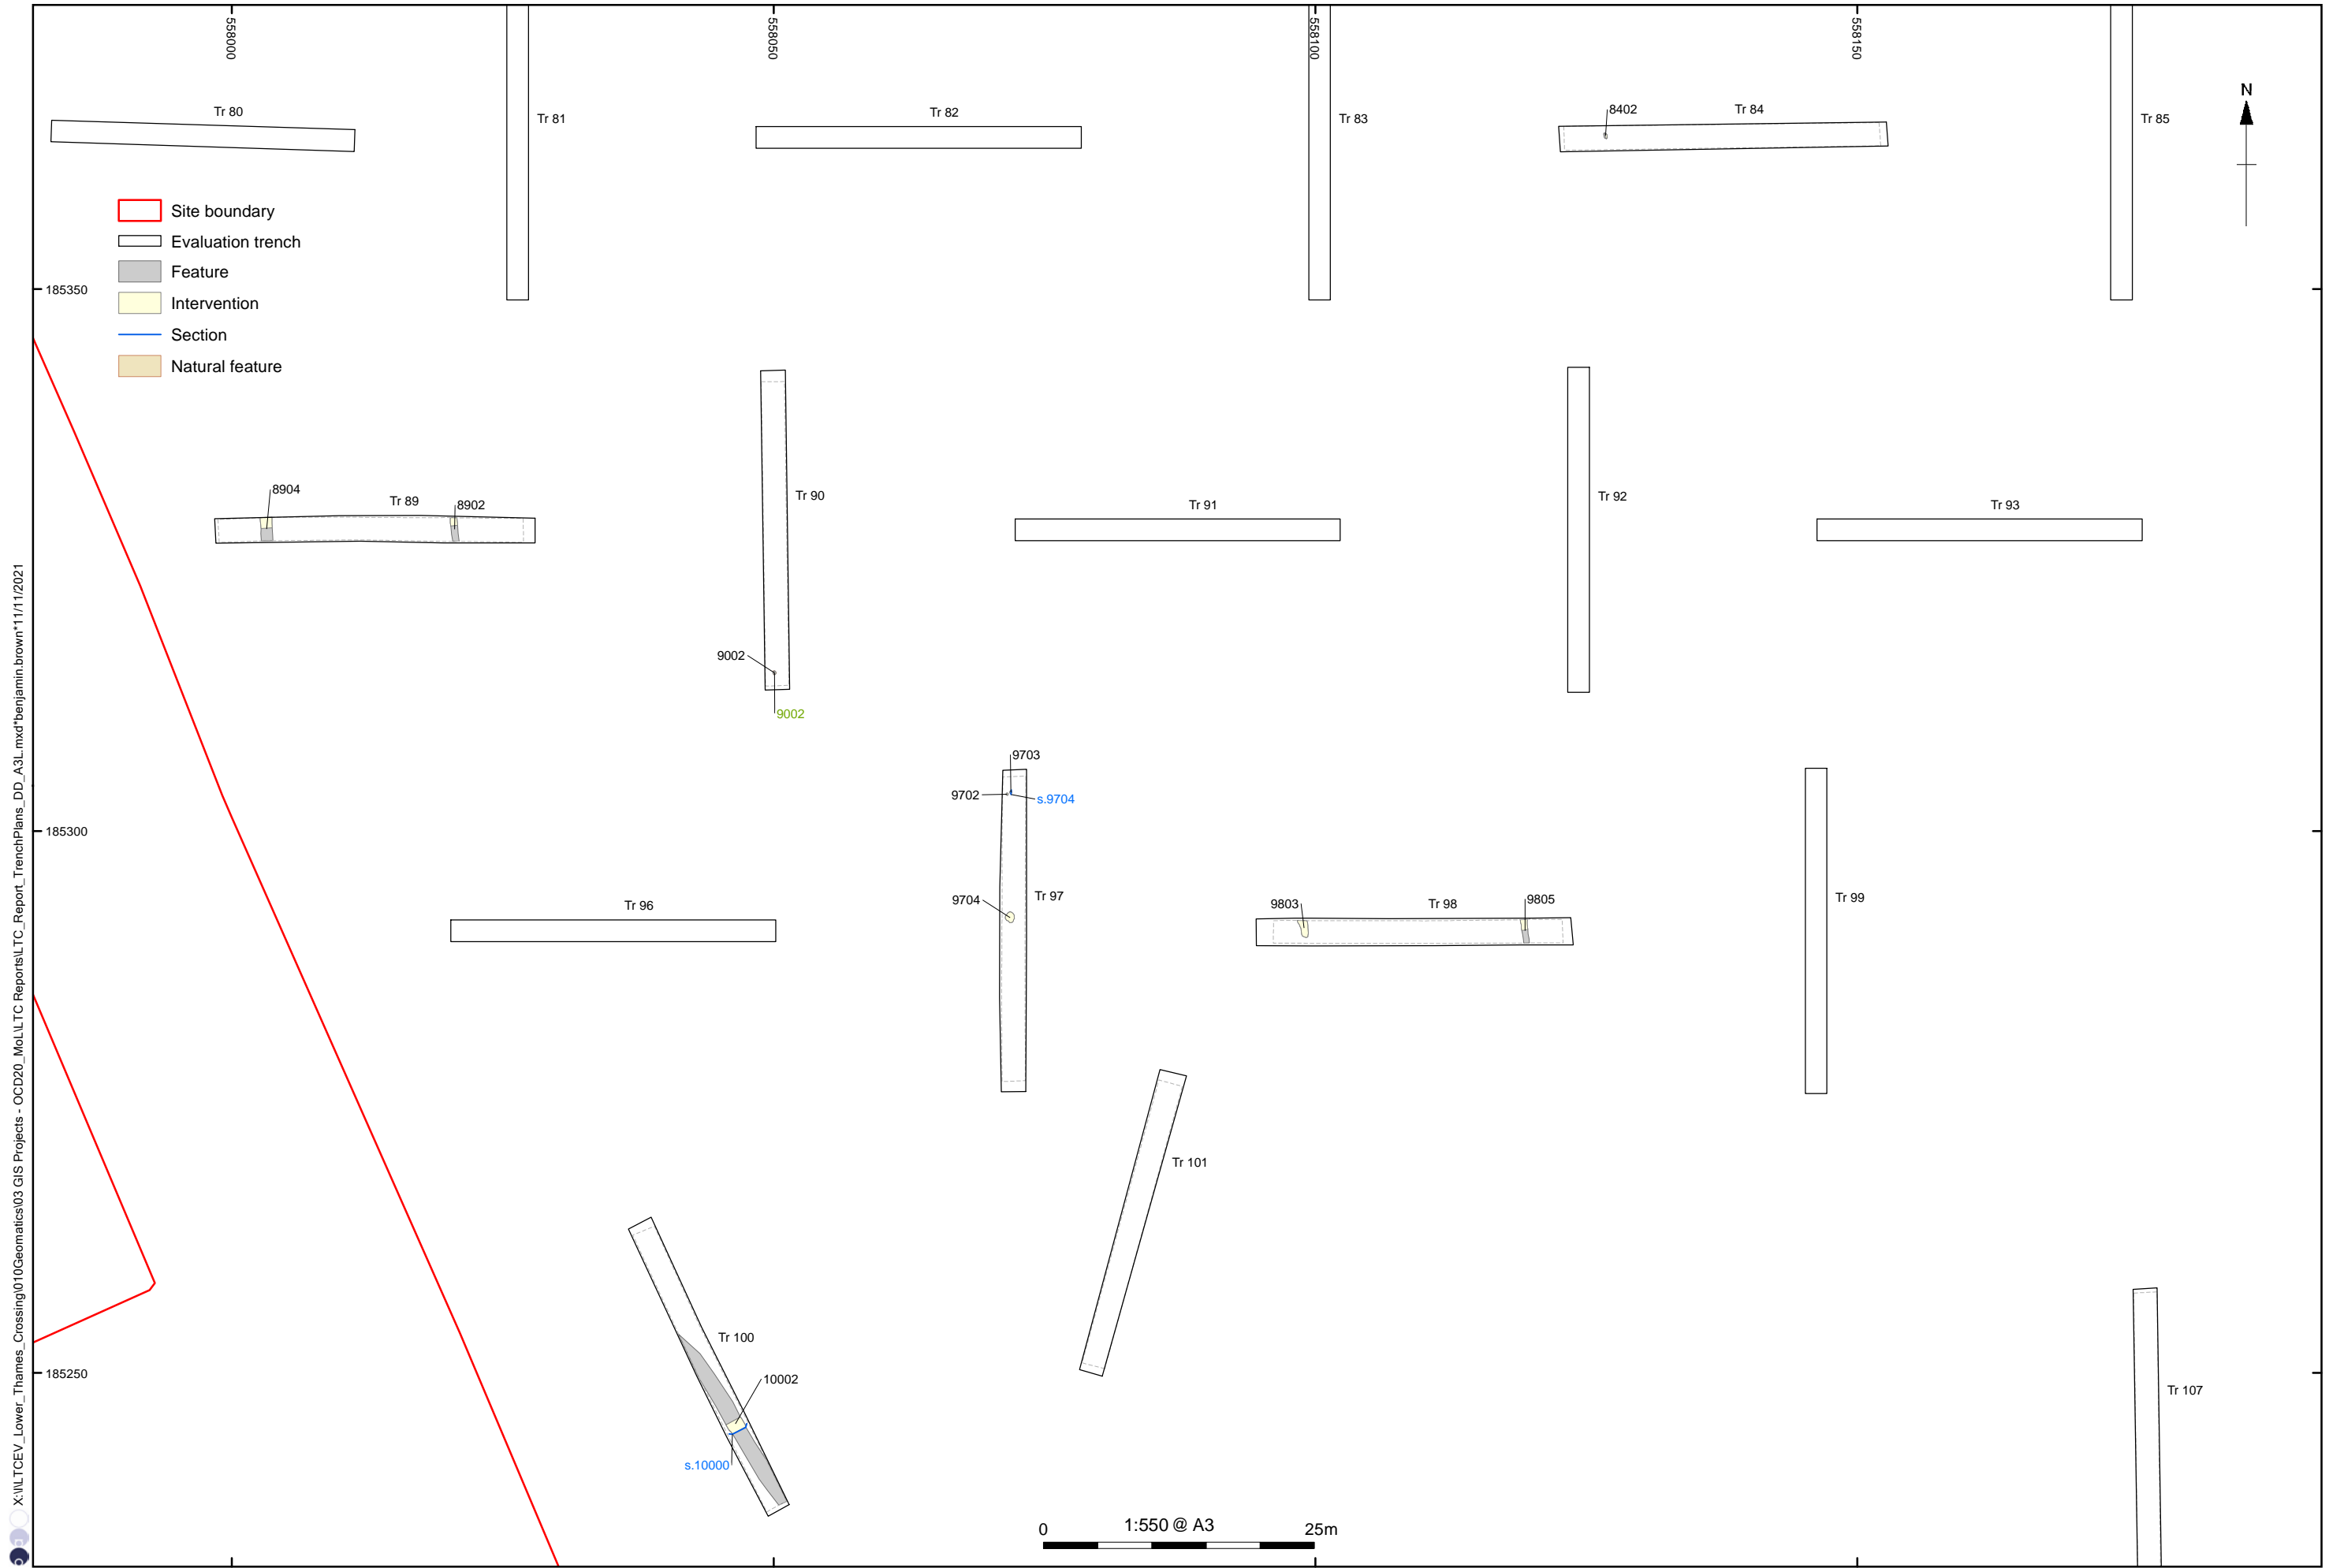 558000
558050
558100
558150
Tr 80
Tr 81
Tr 82
Tr 83
8402
Tr 84
Tr 85
N
Site boundary
Evaluation trench
Feature
Intervention
Section
Natural feature
185350
8904
Tr 89
8902
Tr 90
Tr 91
Tr 92
Tr 93
9002
9002
9703
9702
s.9704
185300
9704
Tr 97
Tr 96
9803
Tr 98
9805
Tr 99
Tr 101
Tr 100
185250
10002
s.10000
Tr 107
0
1:550 @ A3
25m
X:\I\LTCEV_Lower_Thames_Crossing\010Geomatics\03 GIS Projects - OCD20_MoL\LTC Reports\LTC_Report_TrenchPlans_DD_A3L.mxd*benjamin.brown*11/11/2021